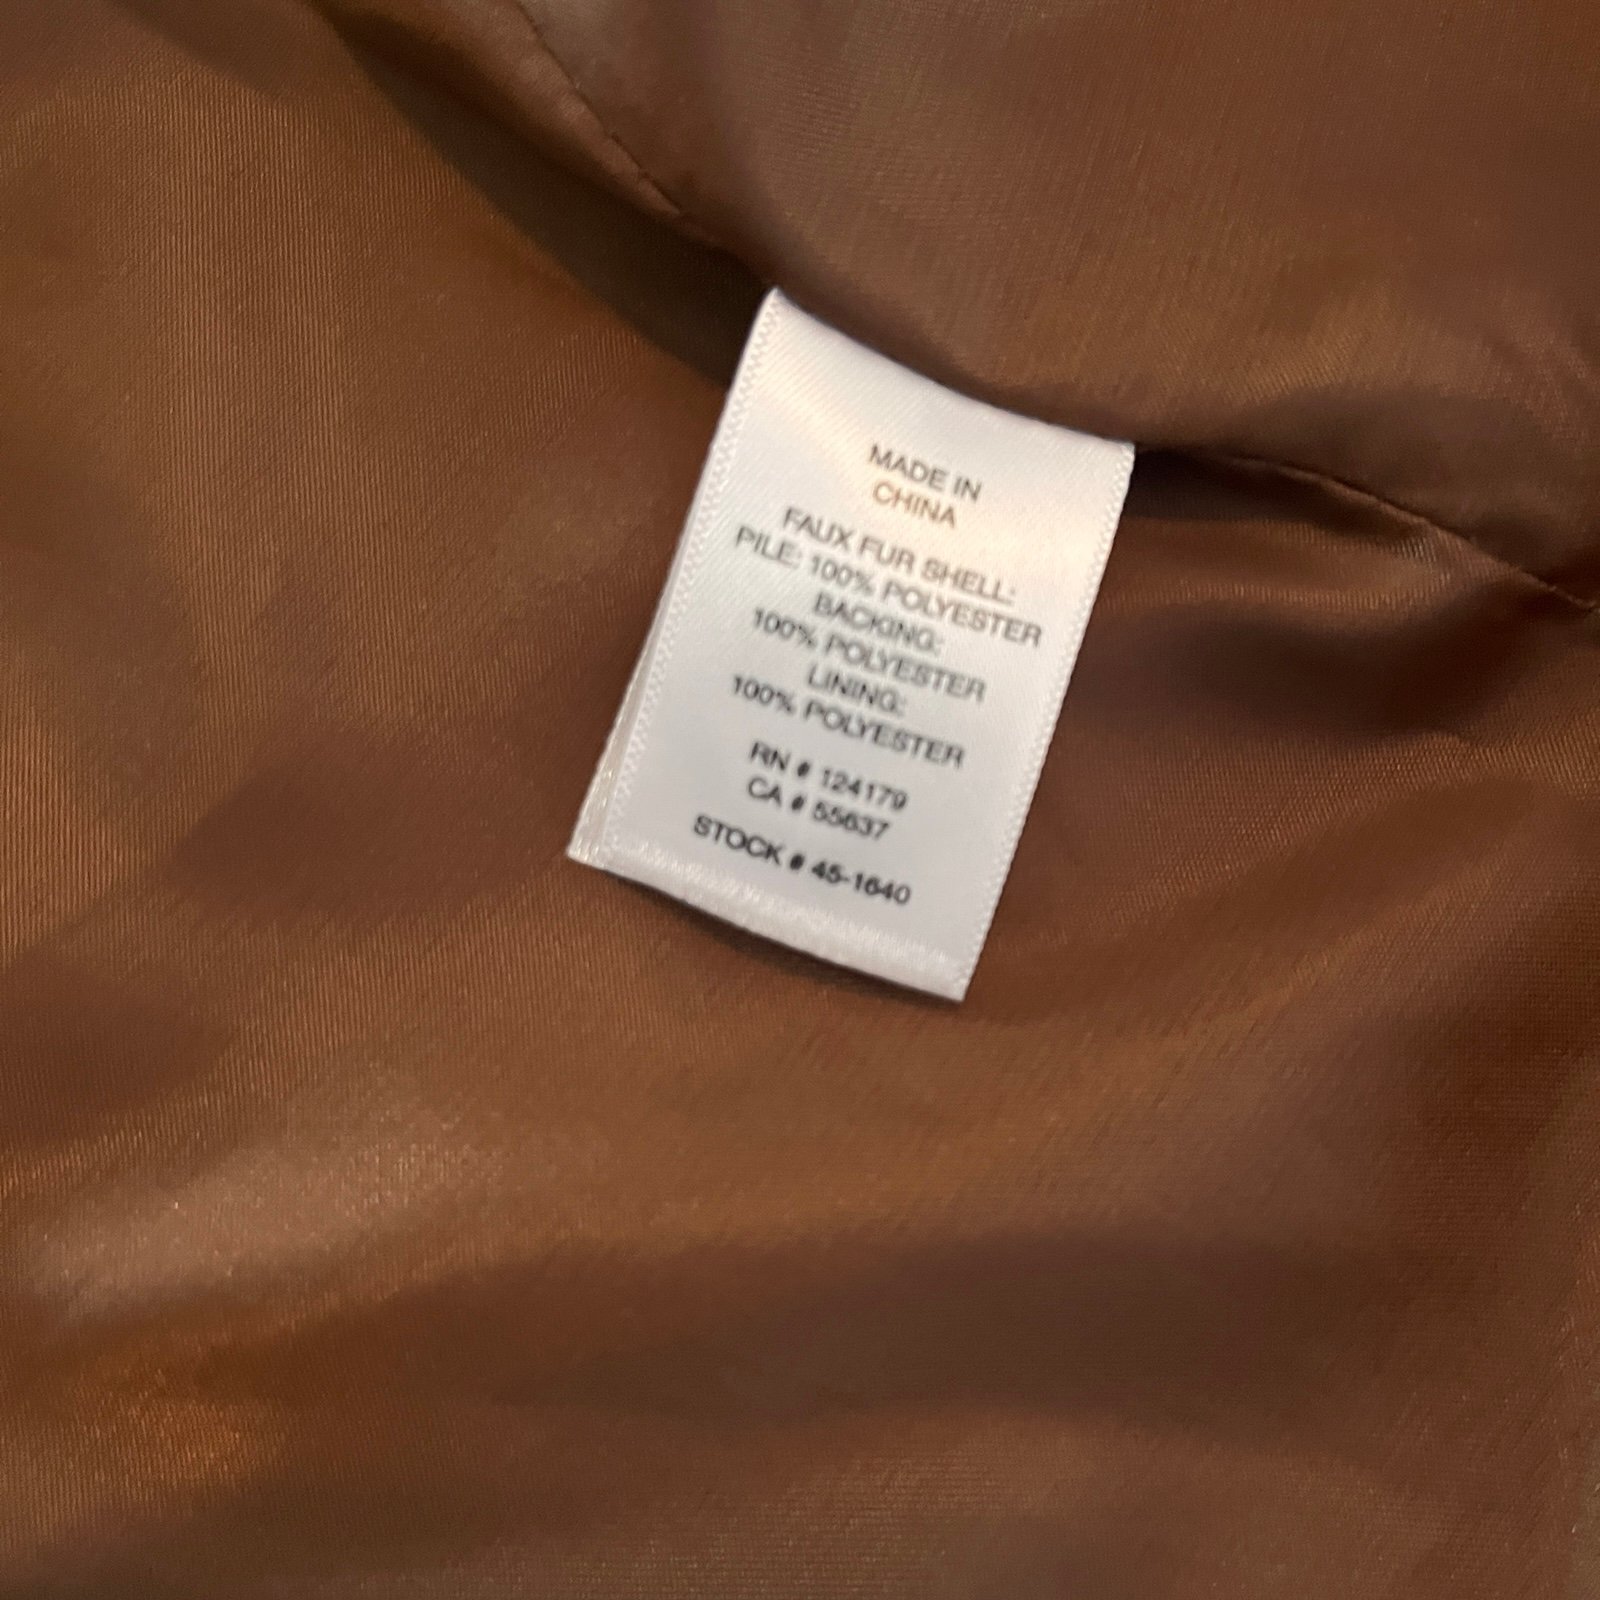 MADE IN
CHINA
FAUX FUR SHELL:
PILE: 100% POLYESTER
BACKING:
100% POLYESTER
LINING:
100% POLYESTER
RN # 124179
CA # 55637
STOCK # 45-1640